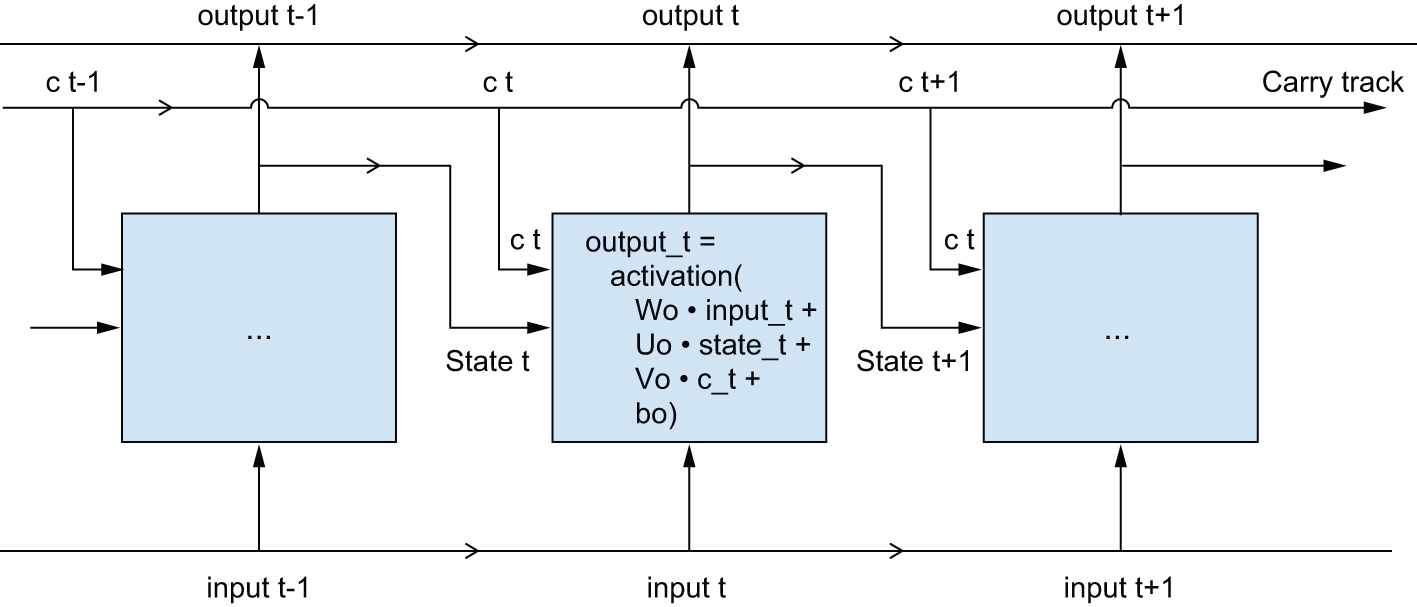 output t-1
output t
output t+1
c t-1
c t
c t+1
Carry track
c t
c t
output_t =
activation(
Wo • input_t +
Uo • state_t +
Vo • c_t +
bo)
...
...
State t
State t+1
input t-1
input t
input t+1